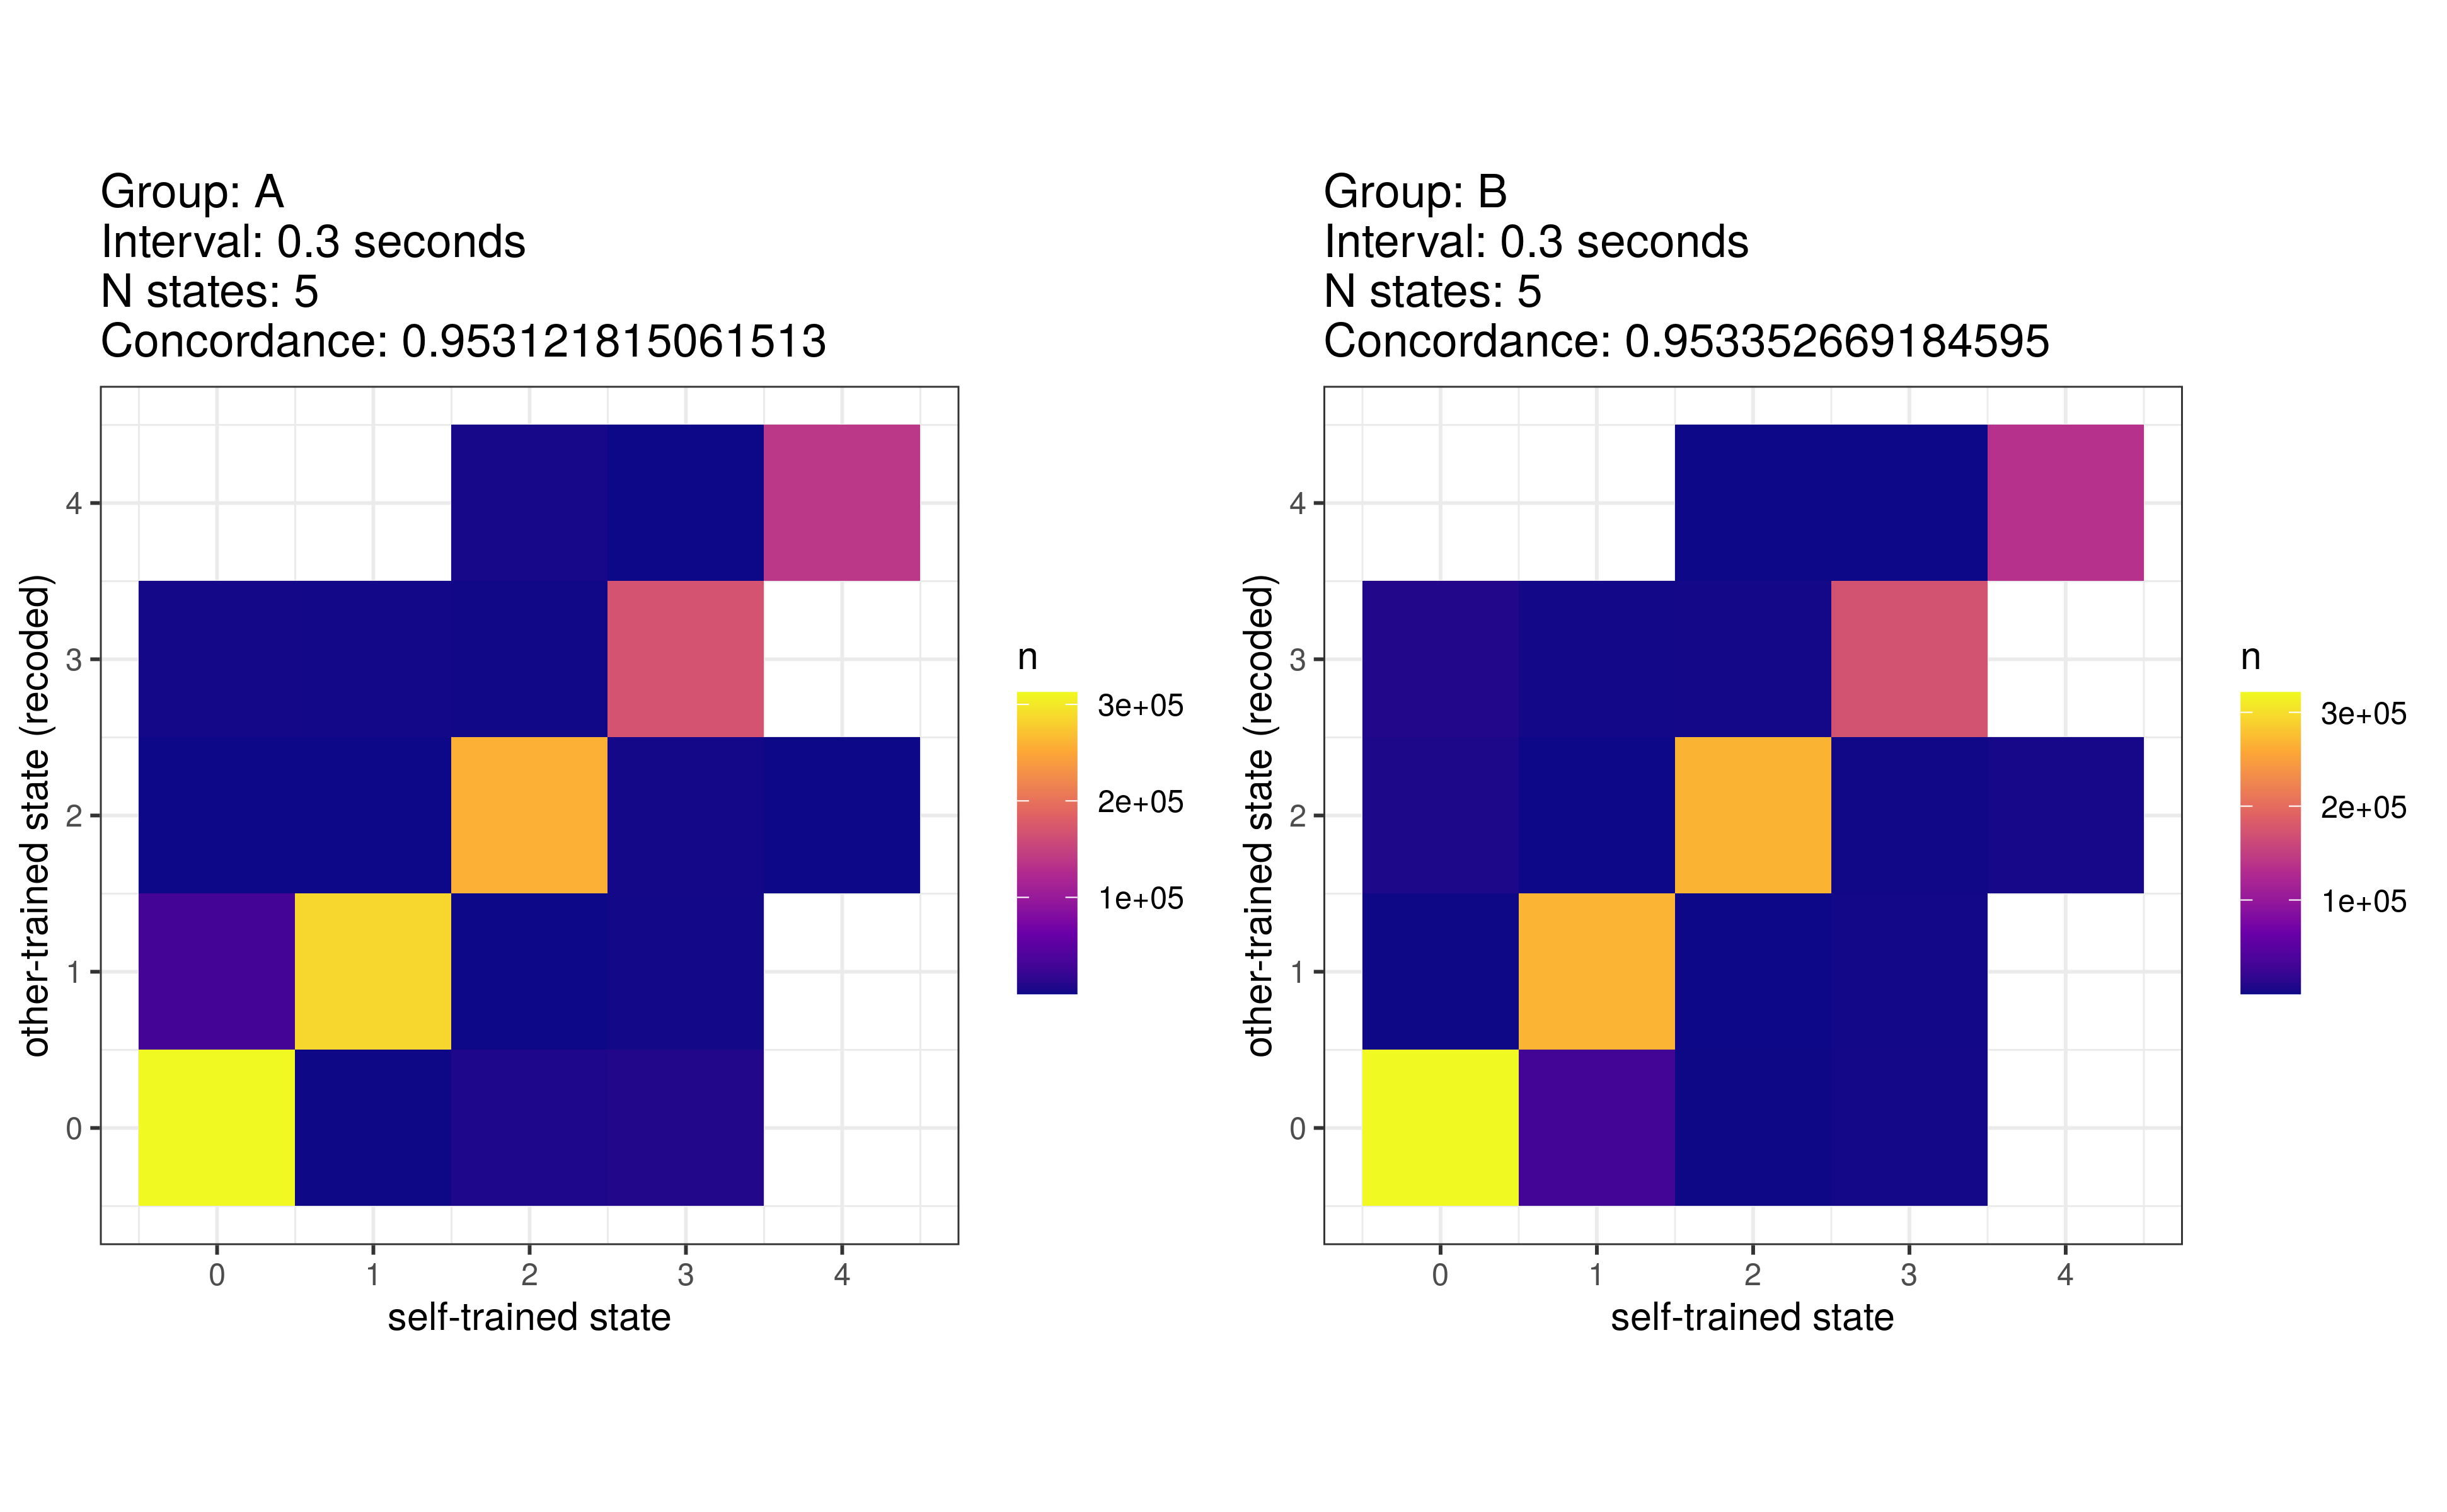 Group: A
Interval: 0.3 seconds
N states: 5
Concordance: 0.953121815061513
other-trained state (recoded)
4
3
2
1
0
0 1 2 3 4
self-trained state
n
3e+05
2e+05
1e+05
Group: B
Interval: 0.3 seconds
N states: 5
Concordance: 0.953352669184595
other-trained state (recoded)
4
3
2
1
0
0 1 2 3 4
self-trained state
n
3e+05
2e+05
1e+05